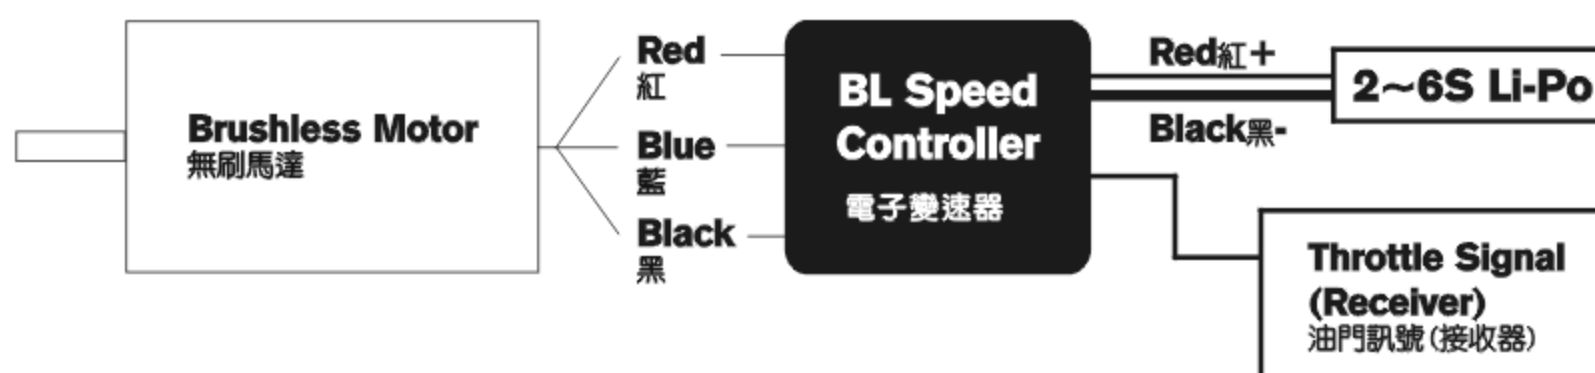 Brushless Motor
無刷馬達
Red
紅
Blue
藍
Black
黑
BL Speed
Controller
電子變速器
Red紅+
Black黑-
2~6S Li-Po
Throttle Signal
(Receiver)
油門訊號(接收器)